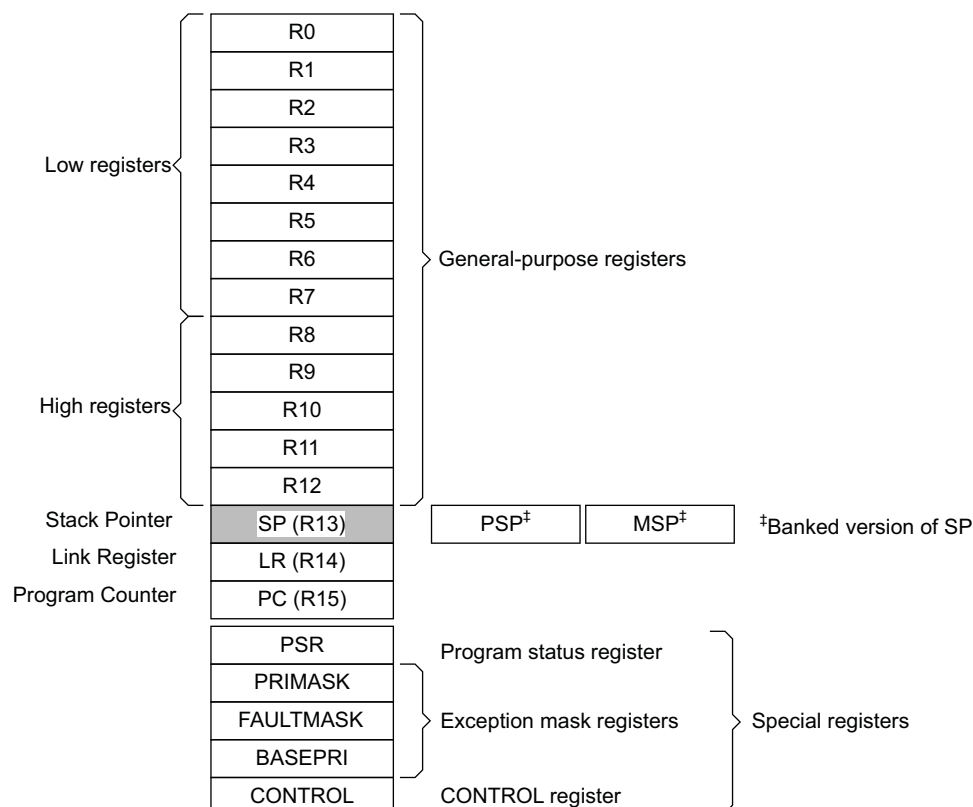 R0
R1
R2
R3
Low registers
R4
R5
R6
General-purpose registers
R7
R8
R9
High registers
R10
R11
R12
Stack Pointer SP (R13) PSP‡ MSP‡ ‡Banked version of SP
Link Register LR (R14)
Program Counter PC (R15)
PSR Program status register
PRIMASK
FAULTMASK Exception mask registers Special registers
BASEPRI
CONTROL CONTROL register